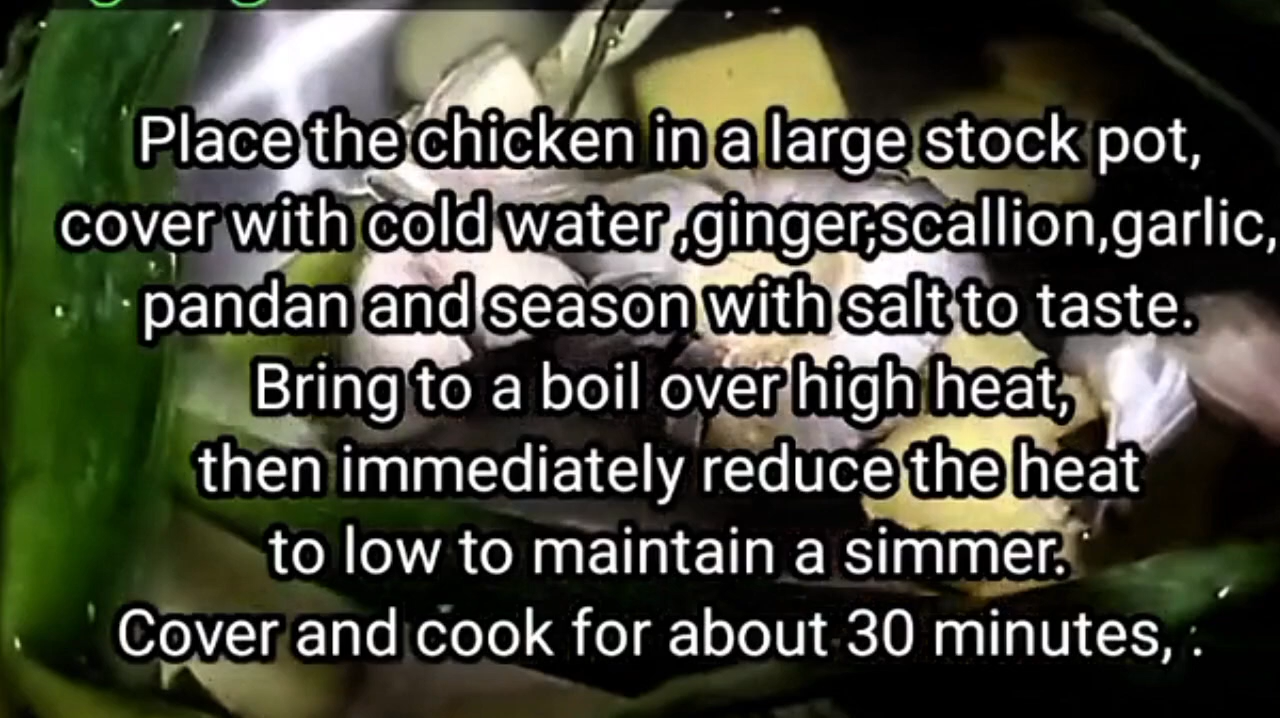 Place the chicken in a large stock pot,
cover with cold water ,ginger,scallion,garlic,
pandan and season with salt to taste.
Bring to a boil over high heat,
then immediately reduce the heat
to low to maintain a simmer.
Cover and cook for about 30 minutes, .